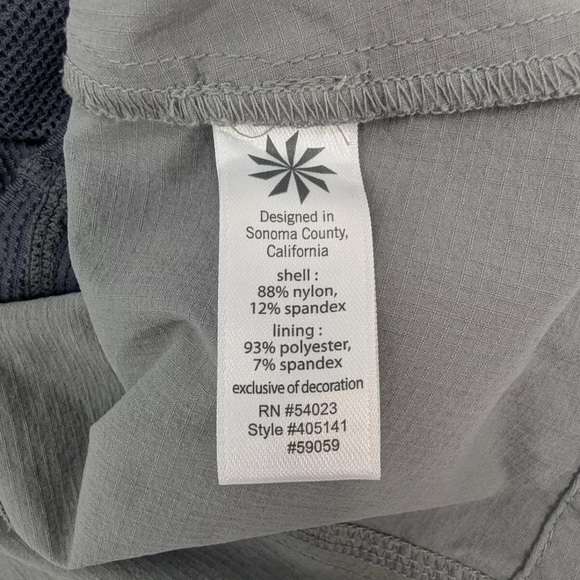 Designed in
Sonoma County,
California
shell :
88% nylon,
12% spandex
lining :
93% polyester,
7% spandex
exclusive of decoration
RN #54023
Style #405141
#59059